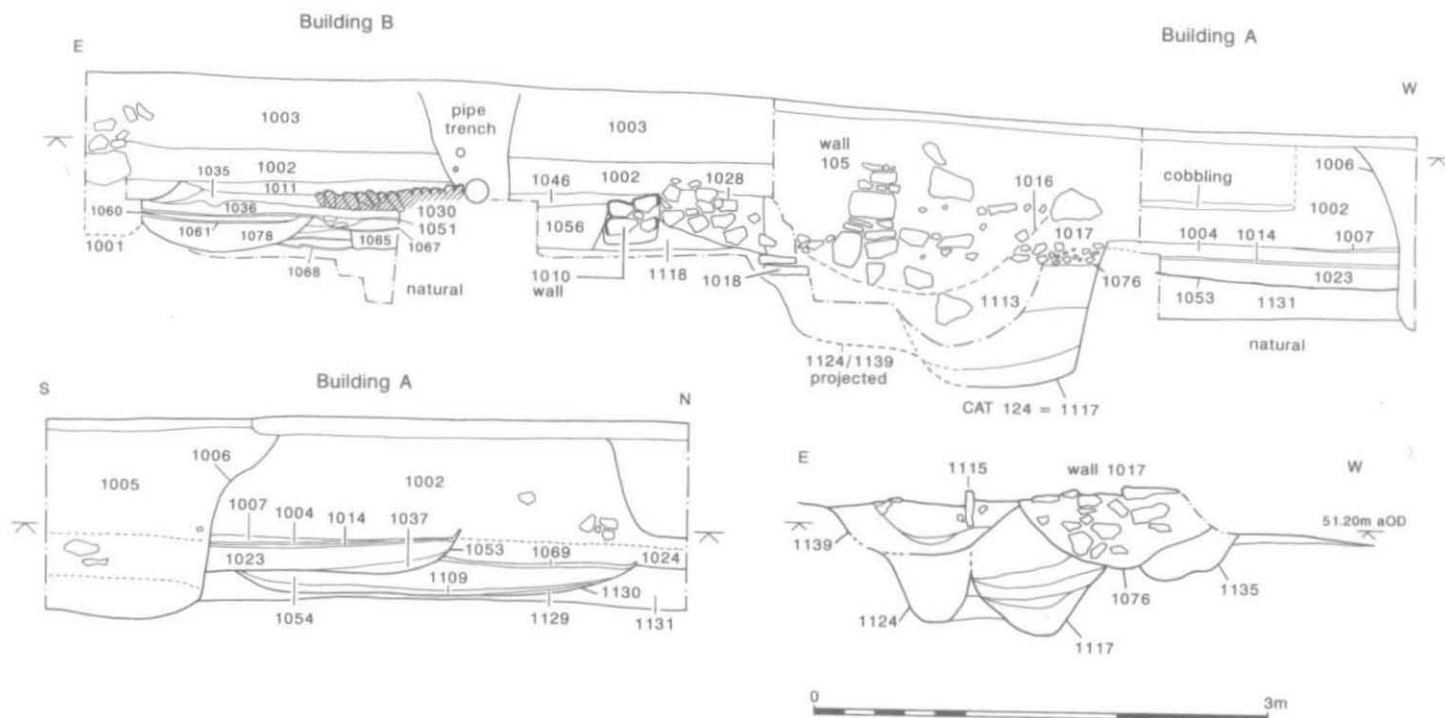 Building B
Building A
E
W
1003
pipe
trench
1003
wall
105
1006
1035
1002
1011
1046
1002
1028
1016
cobbling
1002
1060
1036
1030
1017
1061
1078
1051
1056
1004
1014
1007
1001
1065
1067
1068
1010
wall
1118
1018
1113
1076
1023
1053
1131
natural
natural
1124/1139
projected
CAT 124 = 1117
Building A
S
N
1006
1005
1002
1007
1004
1014
1037
1023
1053
1069
1024
1109
1130
1054
1129
1131
E
1115
wall 1017
W
51.20m aOD
1139
1135
1124
1076
1117
0
3m